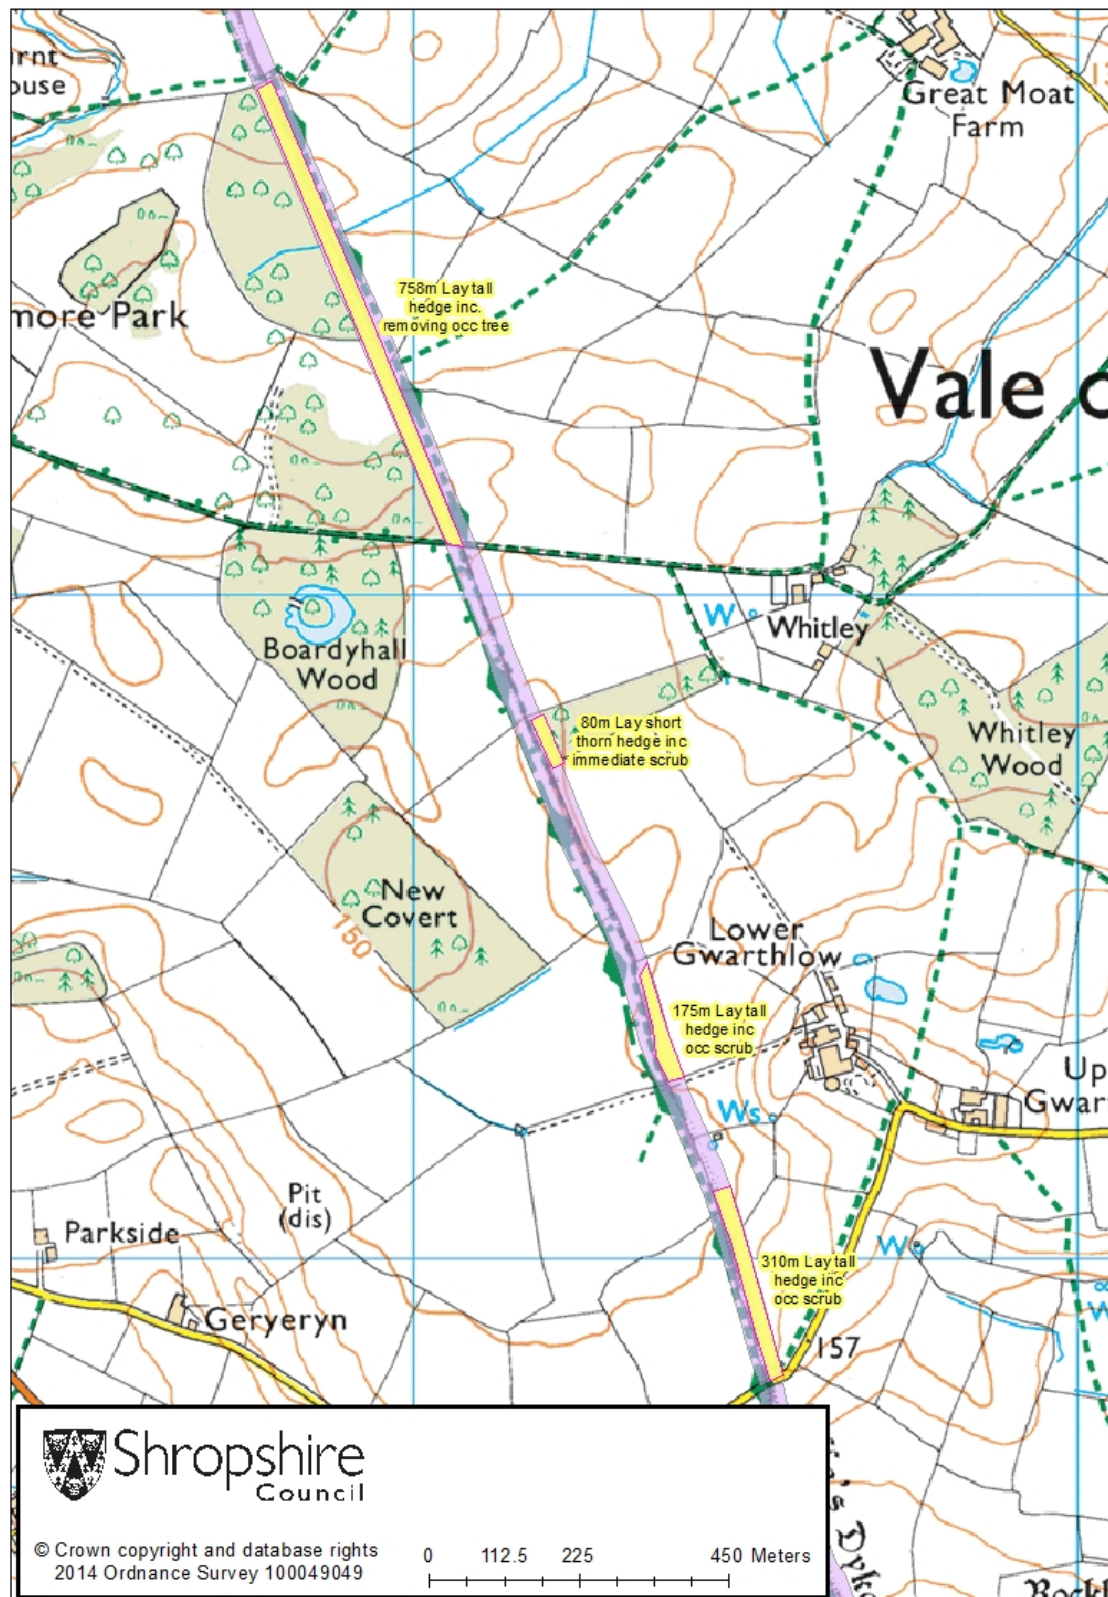 Great Moat
Farm
ouse
758m Lay tall
hedge inc.
removing occ tree
more Park
Vale
W
Whitley
Boardyhall
Wood
80m Lay short
thorn hedge inc
immediate scrub
Whitley
Wood
New
Covert
150
Lower
Gwarthlow
175m Lay tall
hedge inc
occ scrub
Up
Gwar
Ws
Pit
(dis)
Parkside
W
310m Lay tall
hedge inc
occ scrub
Geryeryn
157
W
Shropshire
Council
's Dyke
© Crown copyright and database rights
2014 Ordnance Survey 100049049
0 112.5 225 450 Meters